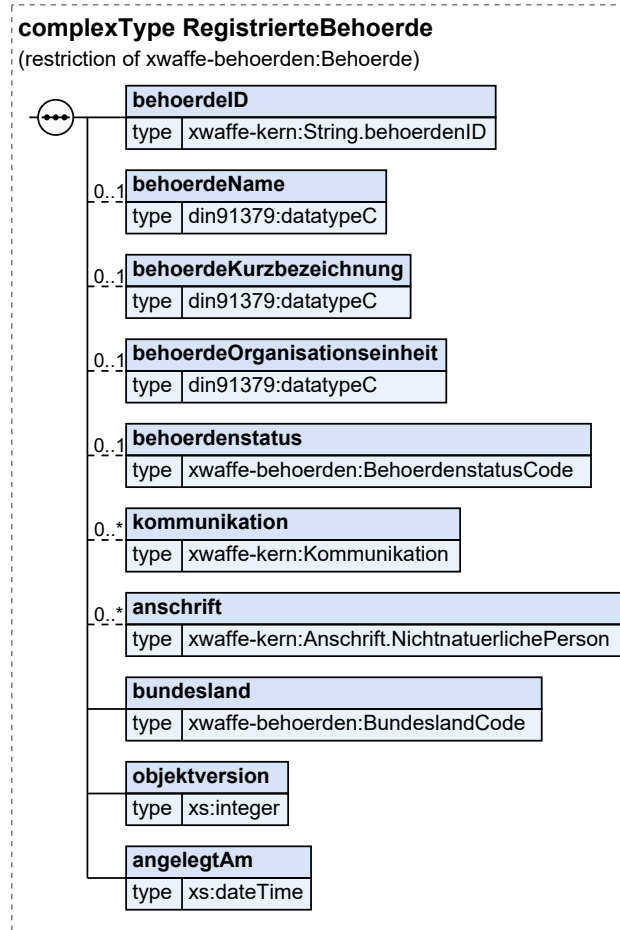 complexType RegistrierteBehoerde
(restriction of xwaffe-behoerden:Behoerde)
behoerdeID
type xwaffe-kern:String.behoerdenID
0..1 behoerdeName
type din91379:datatypeC
0..1 behoerdeKurzbezeichnung
type din91379:datatypeC
0..1 behoerdeOrganisationseinheit
type din91379:datatypeC
0..1 behoerdenstatus
type xwaffe-behoerden:BehoerdenstatusCode
0..* kommunikation
type xwaffe-kern:Kommunikation
0..* anschrift
type xwaffe-kern:Anschrift.NichtnatuerlichePerson
bundesland
type xwaffe-behoerden:BundeslandCode
objektversion
type xs:integer
angelegtAm
type xs:dateTime